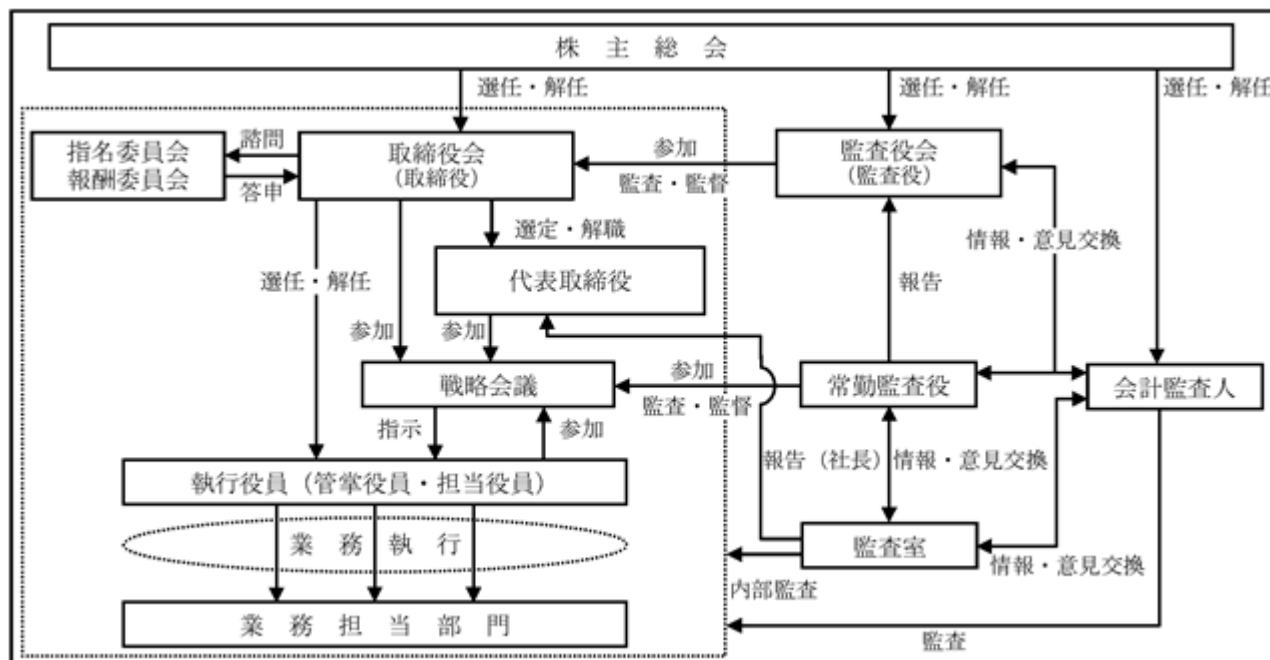 株主総会
選任・解任
選任・解任
選任・解任
指名委員会
報酬委員会
諮問
答申
取締役会
(取締役)
参加
監査・監督
監査役会
(監査役)
選定・解職
情報・意見交換
選任・解任
代表取締役
報告
参加
参加
戦略会議
参加
監査・監督
常勤監査役
会計監査人
指示
参加
報告(社長)
情報・意見交換
執行役員(管掌役員・担当役員)
業務執行
監査室
情報・意見交換
内部監査
業務担当部門
監査